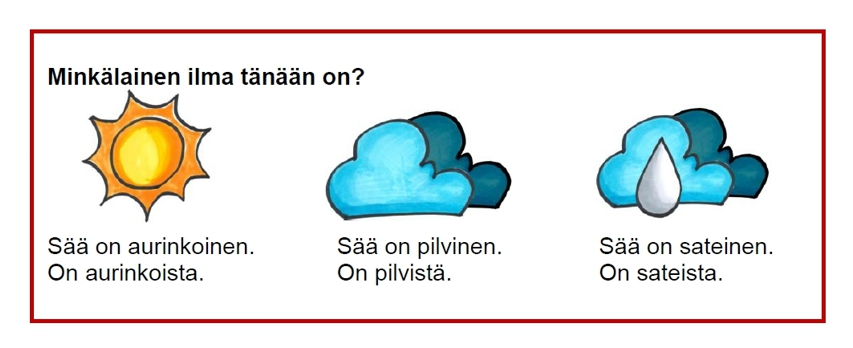 Minkälainen ilma tänään on?
Sää on aurinkoinen.
On aurinkoista.
Sää on pilvinen.
On pilvistä.
Sää on sateinen.
On sateista.